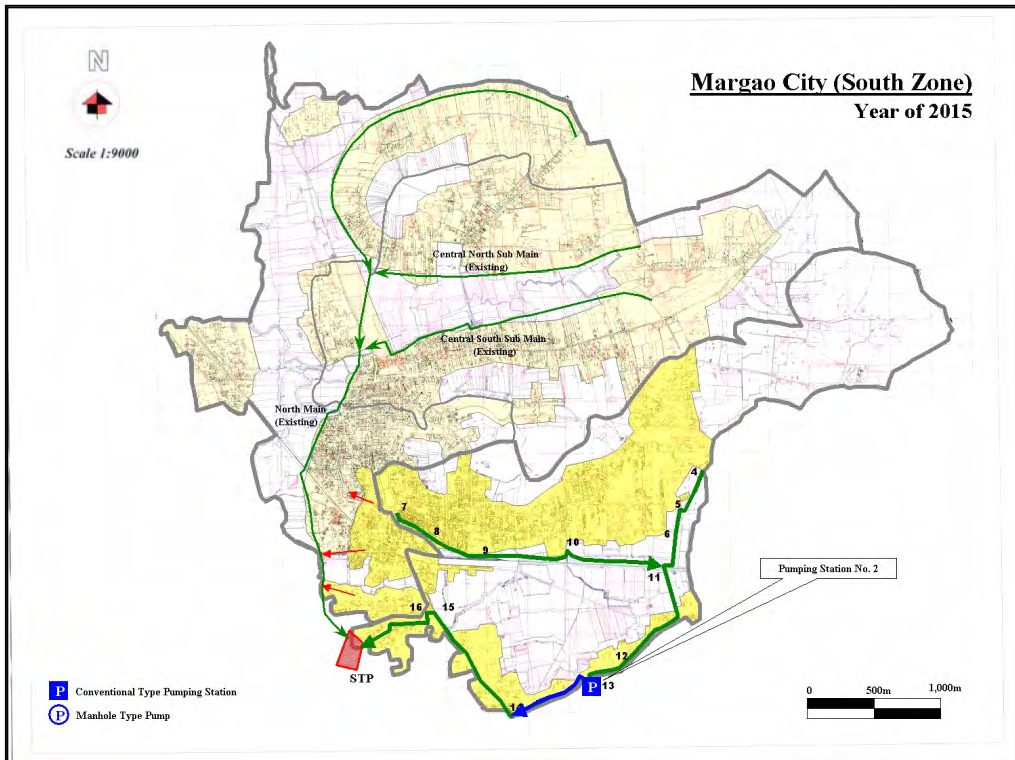 N
Scale 1:9000
Margao City (South Zone)
Year of 2015
Central North Sub Main
(Existing)
Central South Sub Main
(Existing)
North Main
(Existing)
4
5
6
7
8
9
10
11
Pumping Station No. 2
12
P 13
14
15
16
STP
P Conventional Type Pumping Station
P Manhole Type Pump
0 500m 1,000m